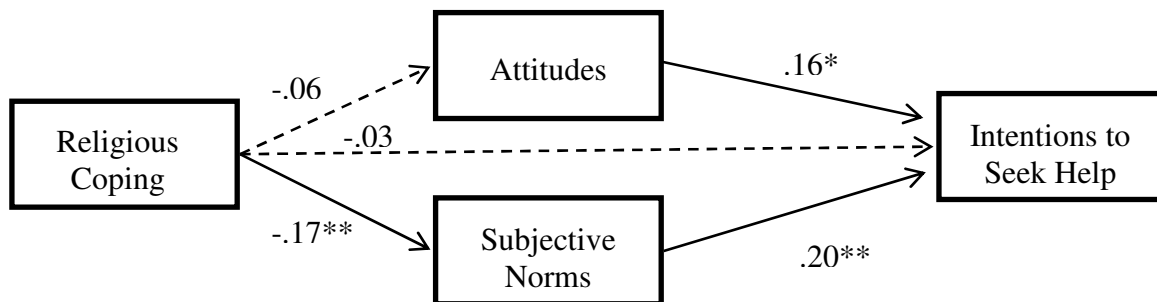 Attitudes
.16*
-.06
Religious
Coping
-.03
Intentions to
Seek Help
-.17**
Subjective
Norms
.20**